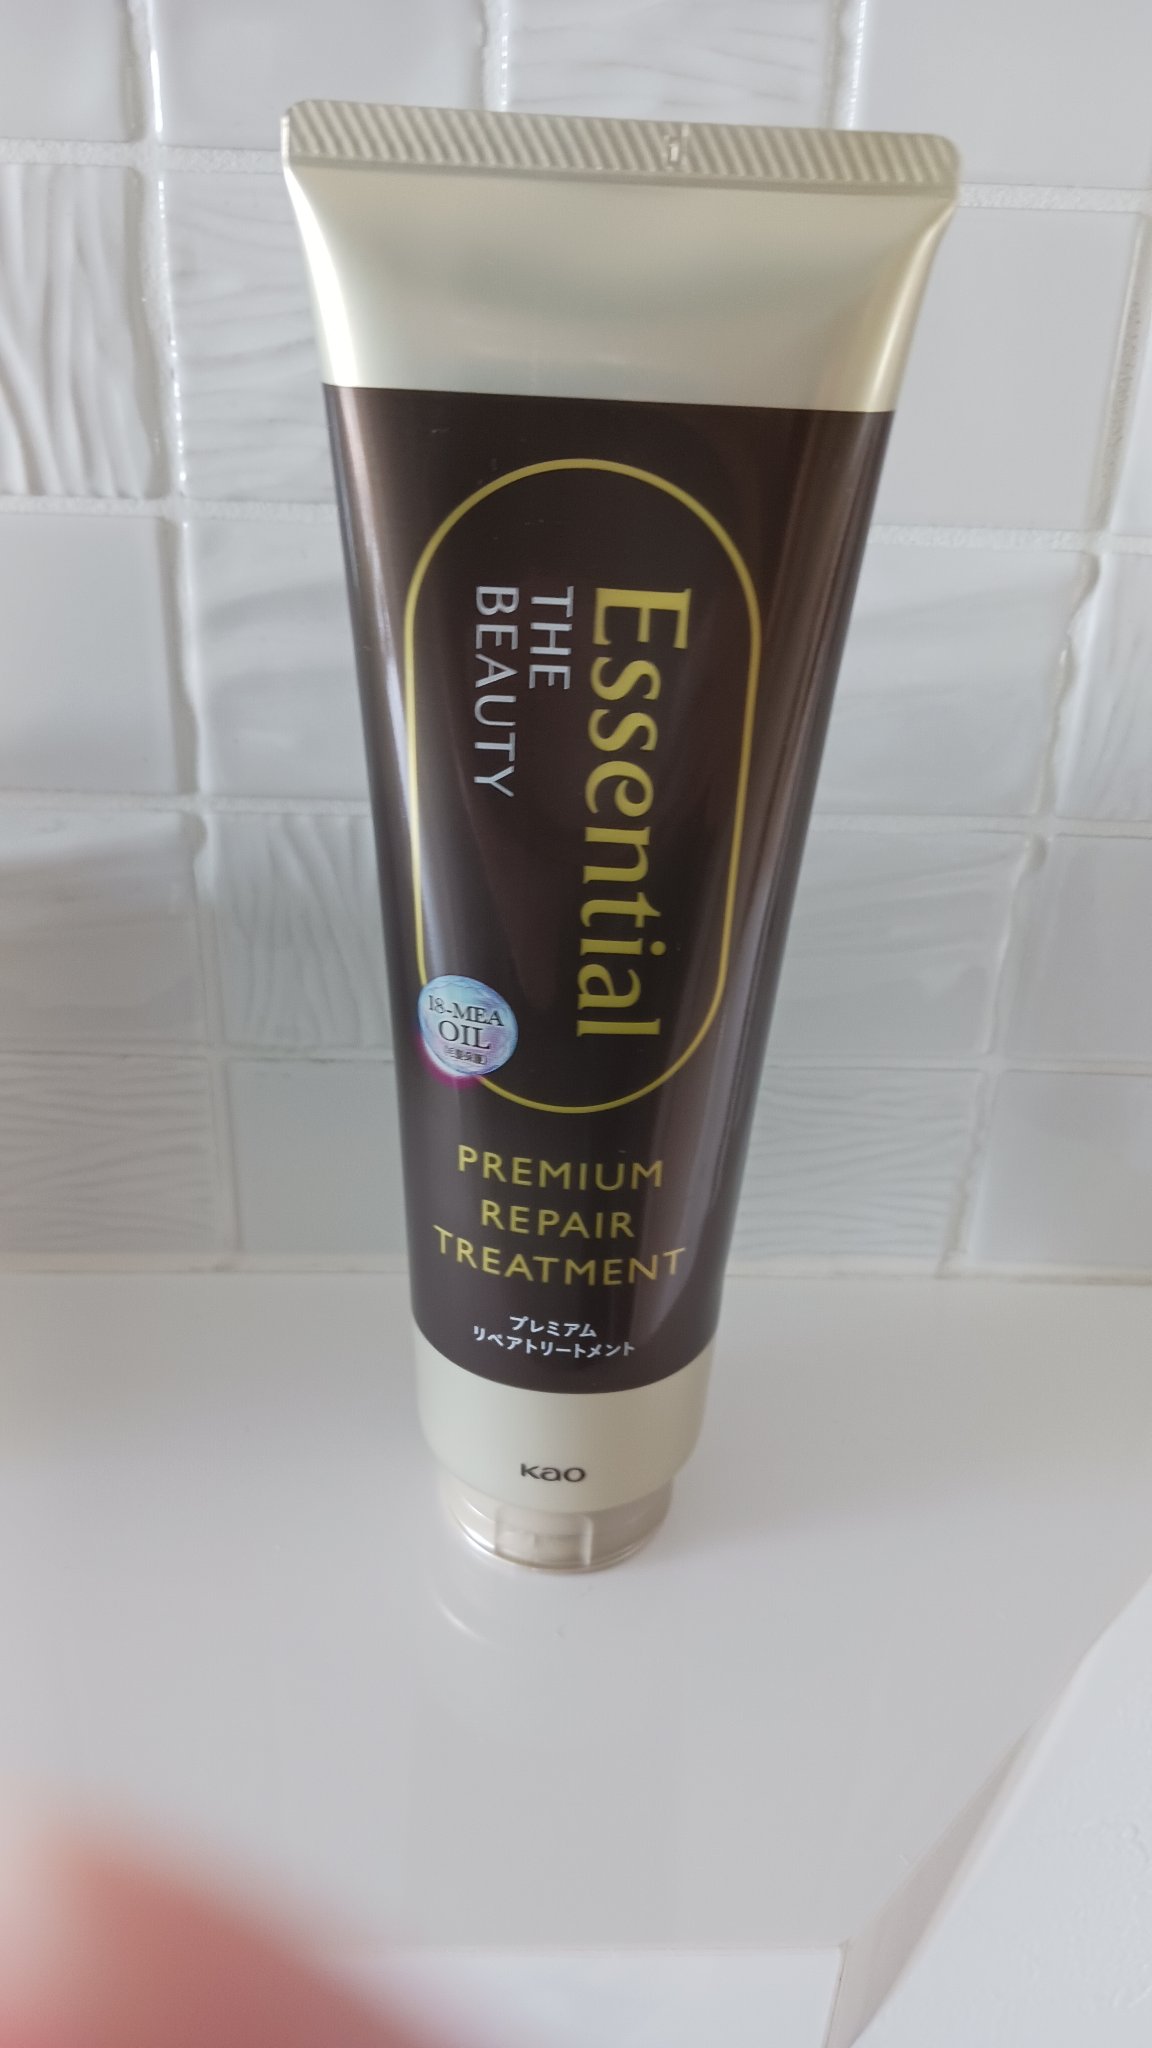 Essential
THE
BEAUTY
18-MEA
OIL
PREMIUM
REPAIR
TREATMENT
プレミアム
リペアトリートメント
Kao